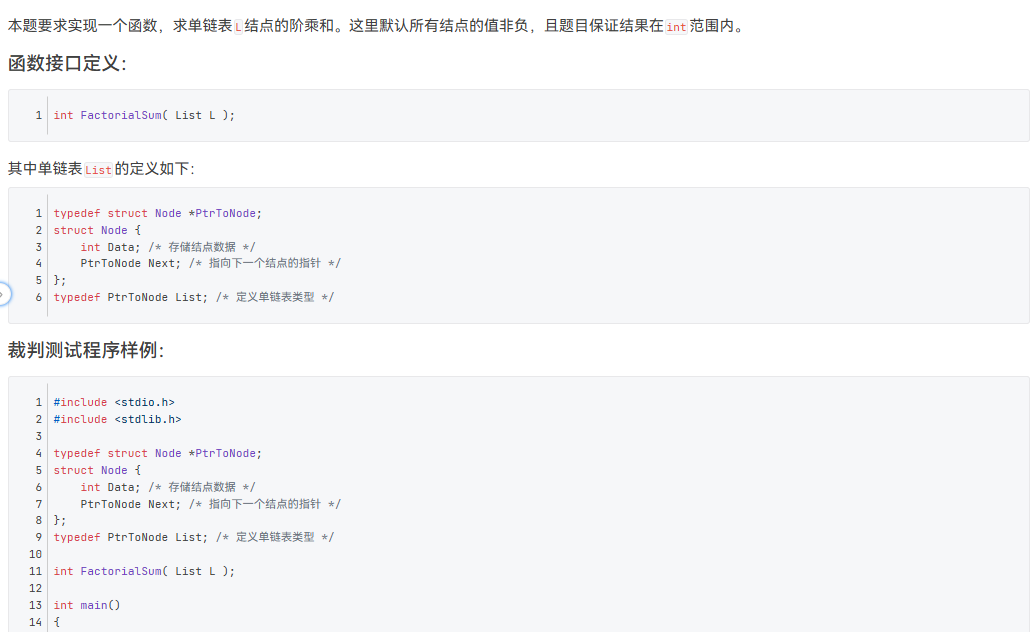 本题要求实现一个函数，求单链表L结点的阶乘和。这里默认所有结点的值非负，且题目保证结果在int范围内。
函数接口定义：
1 int FactorialSum( List L );
其中单链表List的定义如下：
1 typedef struct Node *PtrToNode;
2 struct Node {
3     int Data; /* 存储结点数据 */
4     PtrToNode Next; /* 指向下一个结点的指针 */
5 };
6 typedef PtrToNode List; /* 定义单链表类型 */
裁判测试程序样例：
1 #include <stdio.h>
2 #include <stdlib.h>
3
4 typedef struct Node *PtrToNode;
5 struct Node {
6     int Data; /* 存储结点数据 */
7     PtrToNode Next; /* 指向下一个结点的指针 */
8 };
9 typedef PtrToNode List; /* 定义单链表类型 */
10
11 int FactorialSum( List L );
12
13 int main()
14 {